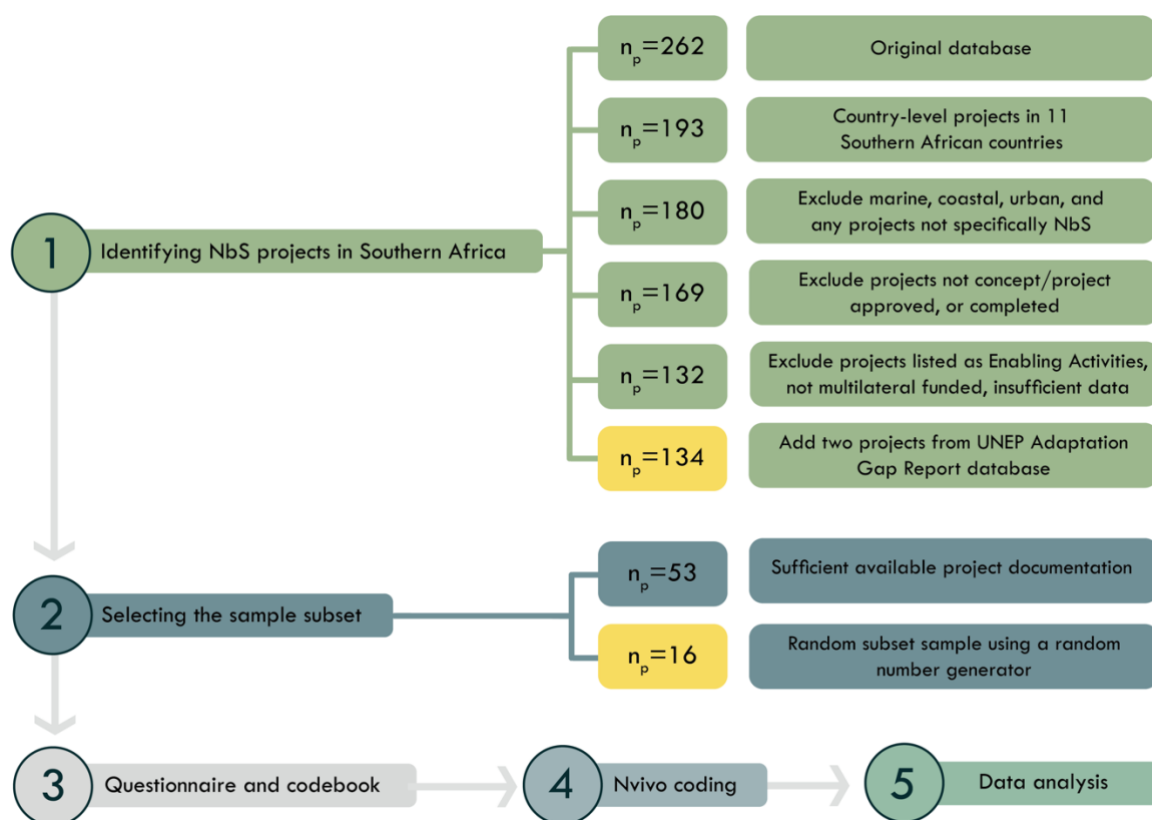 n_p=262
Original database
n_p=193
Country-level projects in 11
Southern African countries
n_p=180
Exclude marine, coastal, urban, and
any projects not specifically NbS
1
Identifying NbS projects in Southern Africa
n_p=169
Exclude projects not concept/project
approved, or completed
n_p=132
Exclude projects listed as Enabling Activities,
not multilateral funded, insufficient data
n_p=134
Add two projects from UNEP Adaptation
Gap Report database
2
Selecting the sample subset
n_p=53
Sufficient available project documentation
n_p=16
Random subset sample using a random
number generator
3
Questionnaire and codebook
4
Nvivo coding
5
Data analysis